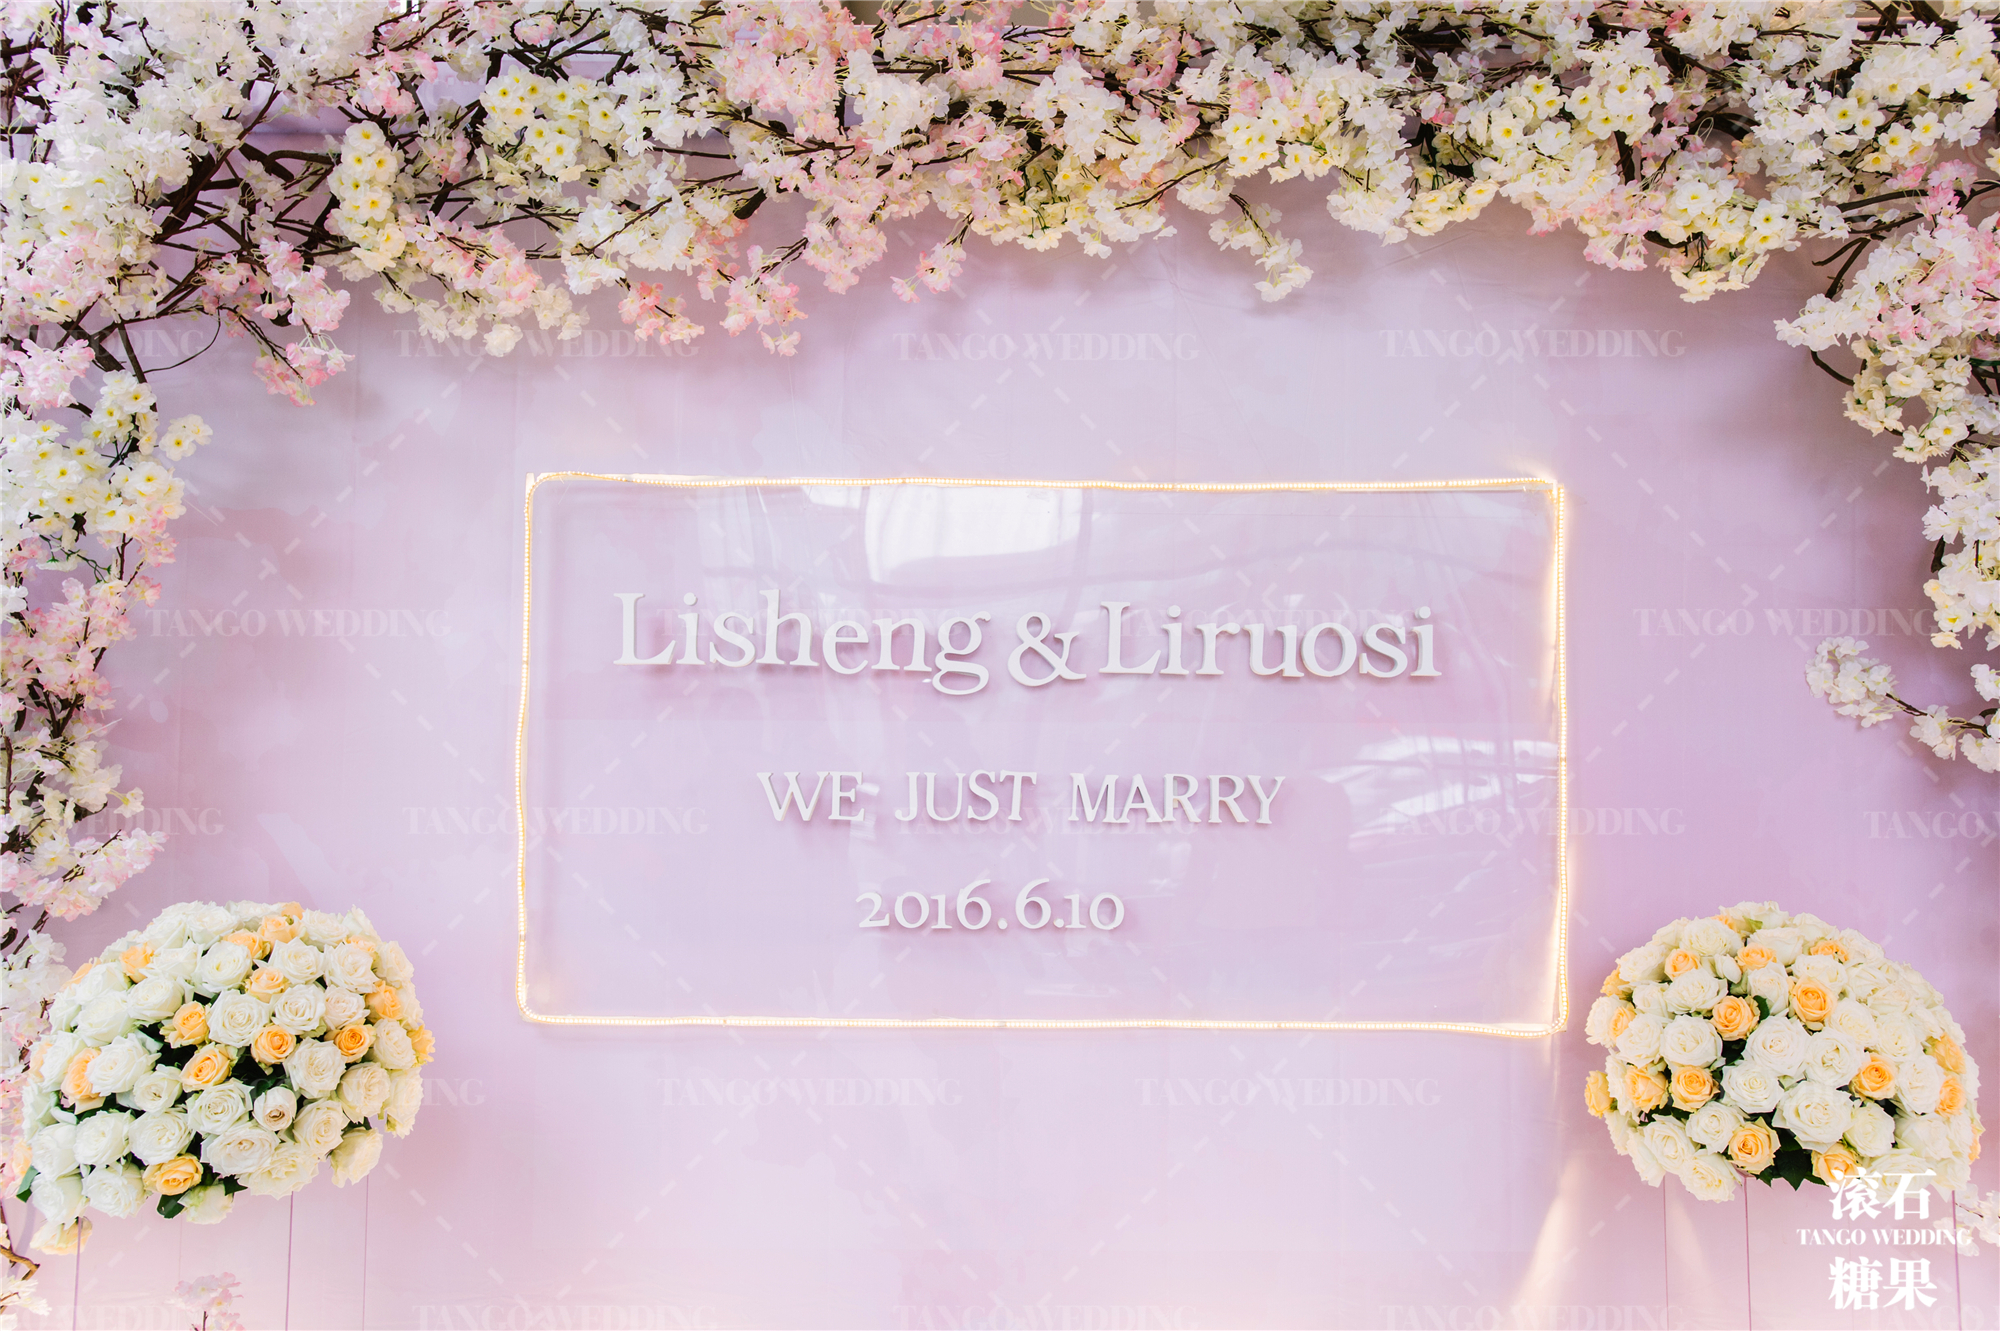 Lisheng & Liruosi
WE JUST MARRY
2016.6.10
滚石
TANGO WEDDING
糖果